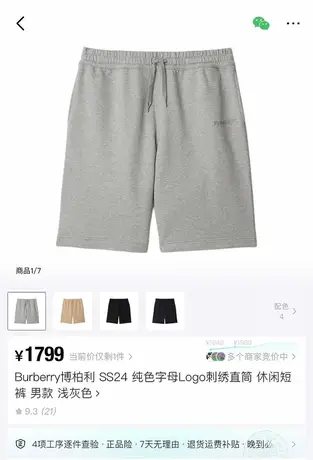 商品1/7
配色
4
¥1799 当前价仅剩1件 >
多个商家竞价中 >
Burberry博柏利 SS24 纯色字母Logo刺绣直筒 休闲短
裤 男款 浅灰色 >
★ 9.3 (21)
4项工序逐件查验 · 正品险 · 7天无理由 · 退货运费补贴 · 晚到必